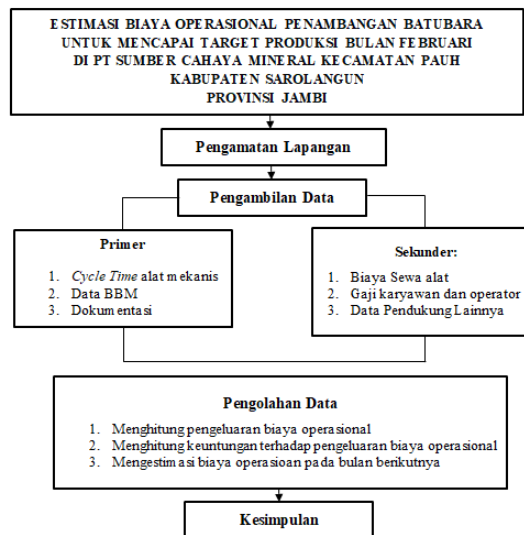 ESTIMASI BIAYA OPERASIONAL PENAMBANGAN BATUBARA
UNTUK MENCAPAI TARGET PRODUKSI BULAN FEBRUARI
DI PT SUMBER CAHAYA MINERAL KECAMATAN PAUH
KABUPATEN SAROLANGUN
PROVINSI JAMBI
Pengamatan Lapangan
Pengambilan Data
Primer
1. Cycle Time alat mekanis
2. Data BBM
3. Dokumentasi
Sekunder:
1. Biaya Sewa alat
2. Gaji karyawan dan operator
3. Data Pendukung Lainnya
Pengolahan Data
1. Menghitung pengeluaran biaya operasional
2. Menghitung keuntungan terhadap pengeluaran biaya operasional
3. Mengestimasi biaya operasioan pada bulan berikutnya
Kesimpulan